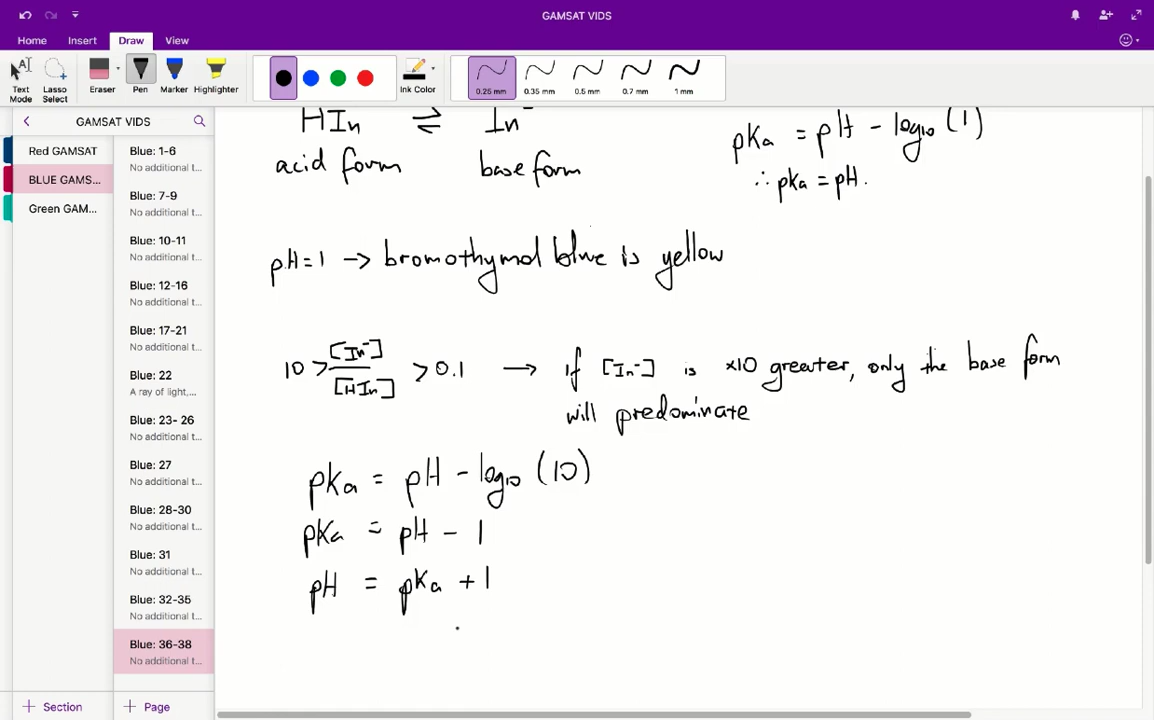 GAMSAT VIDS
Home Insert Draw View
Text Mode
Lasso Select
Eraser
Pen
Marker
Highlighter
Ink Color
0.25 mm
0.35 mm
0.5 mm
0.7 mm
1 mm
GAMSAT VIDS
Red GAMSAT
BLUE GAMS...
Green GAM...
Blue: 1-6
No additional t...
Blue: 7-9
No additional t...
Blue: 10-11
No additional t...
Blue: 12-16
No additional t...
Blue: 17-21
No additional t...
Blue: 22
A ray of light,...
Blue: 23- 26
No additional t...
Blue: 27
No additional t...
Blue: 28-30
No additional t...
Blue: 31
No additional t...
Blue: 32-35
No additional t...
Blue: 36-38
No additional t...
+ Section
+ Page
HIn ⇌ In⁻
acid form base form
pKa = pH - log₁₀ (1)
∴ pKa = pH.
pH=1 → bromothymol blue is yellow
10 > [In⁻] / [HIn] > 0.1 → if [In⁻] is x10 greater, only the base form
will predominate
pKa = pH - log₁₀ (10)
pKa = pH - 1
pH = pKa + 1